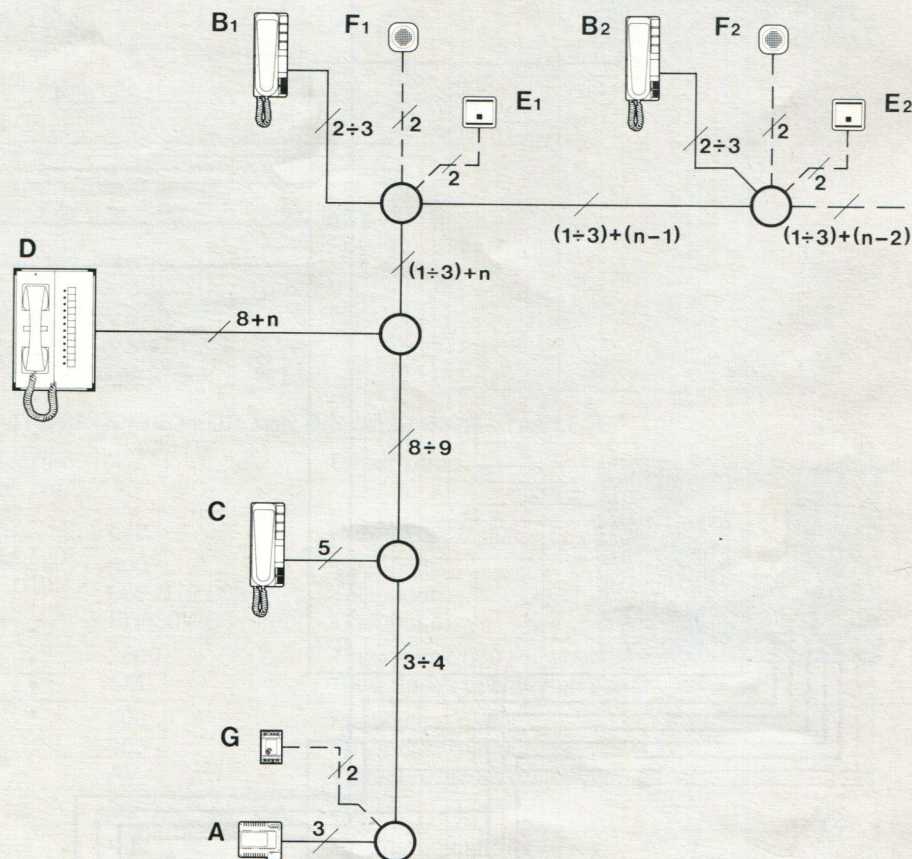 B1 F1 B2 F2
E1 E2
2÷3 2 2÷3 2
2 2
(1÷3)+(n-1) (1÷3)+(n-2)
D (1÷3)+n
8+n
8÷9
C
5
3÷4
G
2
A 3